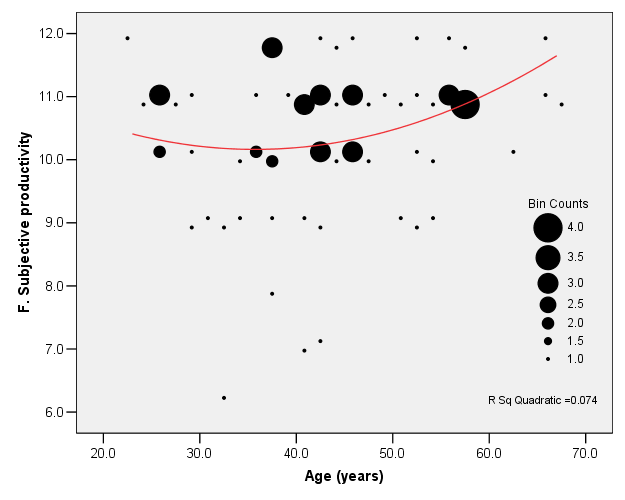 12.0
11.0
10.0
9.0
8.0
7.0
6.0
F. Subjective productivity
Bin Counts
4.0
3.5
3.0
2.5
2.0
1.5
1.0
R Sq Quadratic =0.074
20.0 30.0 40.0 50.0 60.0 70.0
Age (years)